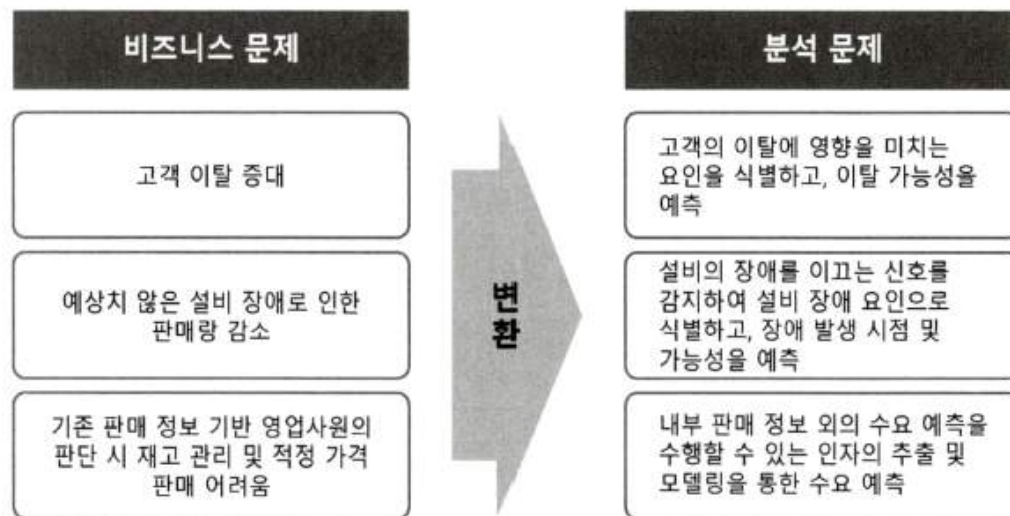 비즈니스 문제
분석 문제
고객 이탈 증대
고객의 이탈에 영향을 미치는
요인을 식별하고, 이탈 가능성을
예측
예상치 않은 설비 장애로 인한
판매량 감소
설비의 장애를 이끄는 신호를
감지하여 설비 장애 요인으로
식별하고, 장애 발생 시점 및
가능성을 예측
기존 판매 정보 기반 영업사원의
판단 시 재고 관리 및 적정 가격
판매 어려움
내부 판매 정보 외의 수요 예측을
수행할 수 있는 인자의 추출 및
모델링을 통한 수요 예측
변
환